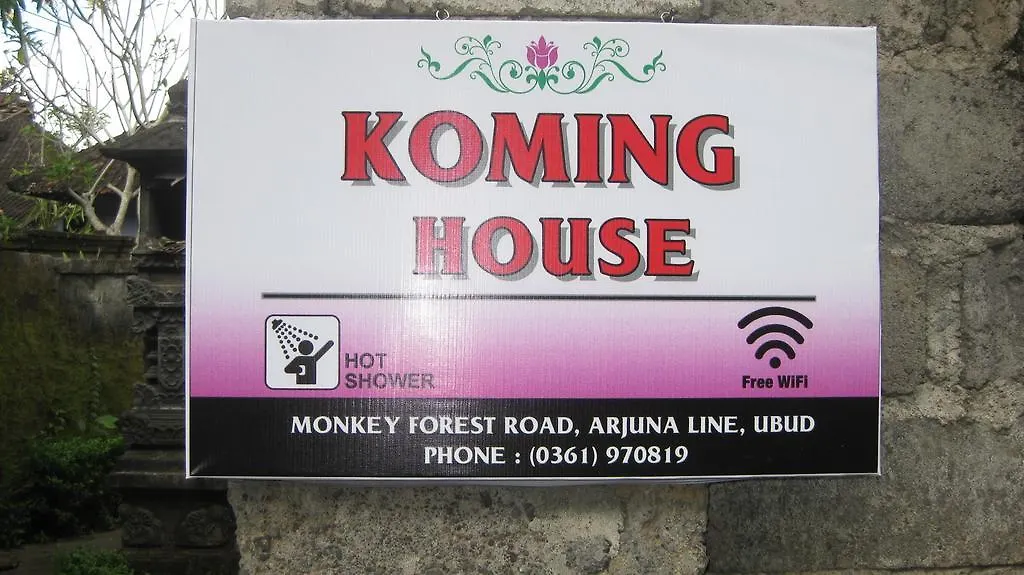 KOMING
HOUSE
HOT
SHOWER
Free WiFi
MONKEY FOREST ROAD, ARJUNA LINE, UBUD
PHONE : (0361) 970819